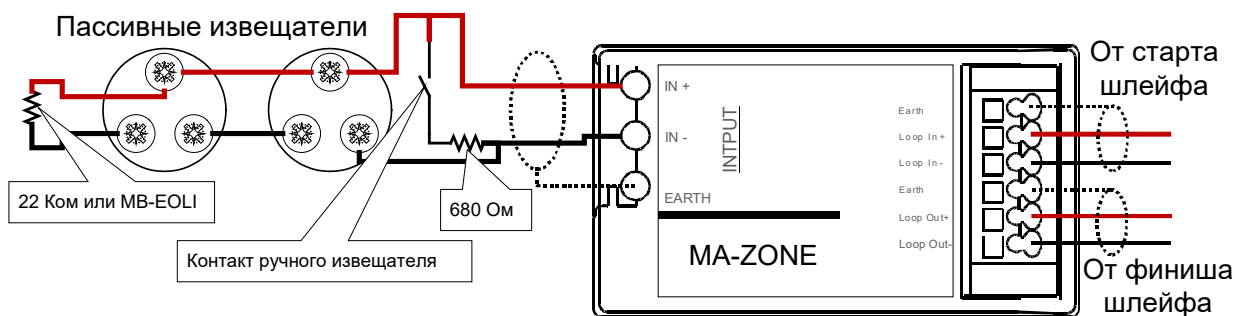 Пассивные извещатели
22 Ком или MB-EOLI
Контакт ручного извещателя
680 Ом
IN +
IN -
EARTH
INTPUT
MA-ZONE
Earth
Loop In+
Loop In-
Earth
Loop Out+
Loop Out-
От старта
шлейфа
От финиша
шлейфа